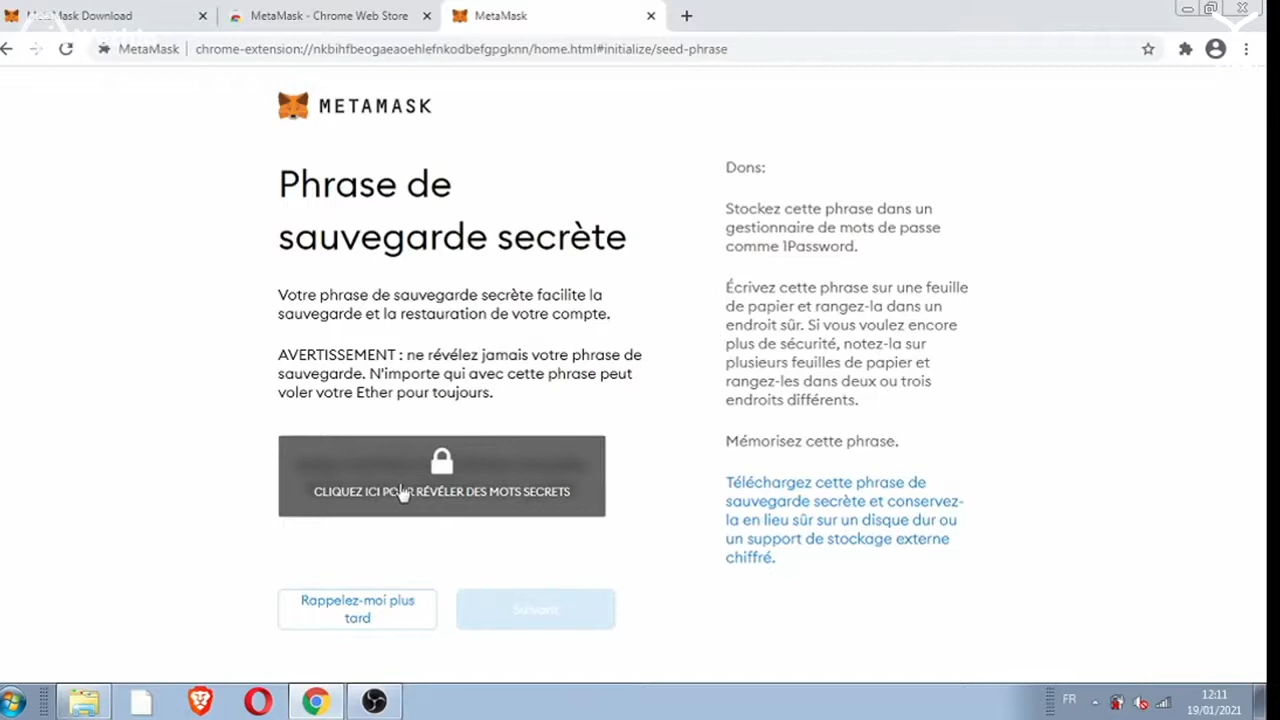 MetaMask Download
MetaMask - Chrome Web Store
MetaMask
MetaMask
chrome-extension://nkbihfbeogaeaoehlefnkodbefgpgknn/home.html#initialize/seed-phrase
METAMASK
Phrase de
sauvegarde secrète
Votre phrase de sauvegarde secrète facilite la
sauvegarde et la restauration de votre compte.
AVERTISSEMENT : ne révélez jamais votre phrase de
sauvegarde. N'importe qui avec cette phrase peut
voler votre Ether pour toujours.
CLIQUEZ ICI POUR RÉVÉLER DES MOTS SECRETS
Rappelez-moi plus
tard
Suivant
Dons:
Stockez cette phrase dans un
gestionnaire de mots de passe
comme 1Password.
Écrivez cette phrase sur une feuille
de papier et rangez-la dans un
endroit sûr. Si vous voulez encore
plus de sécurité, notez-la sur
plusieurs feuilles de papier et
rangez-les dans deux ou trois
endroits différents.
Mémorisez cette phrase.
Téléchargez cette phrase de
sauvegarde secrète et conservez-
la en lieu sûr sur un disque dur ou
un support de stockage externe
chiffré.
FR
12:11
19/01/2021